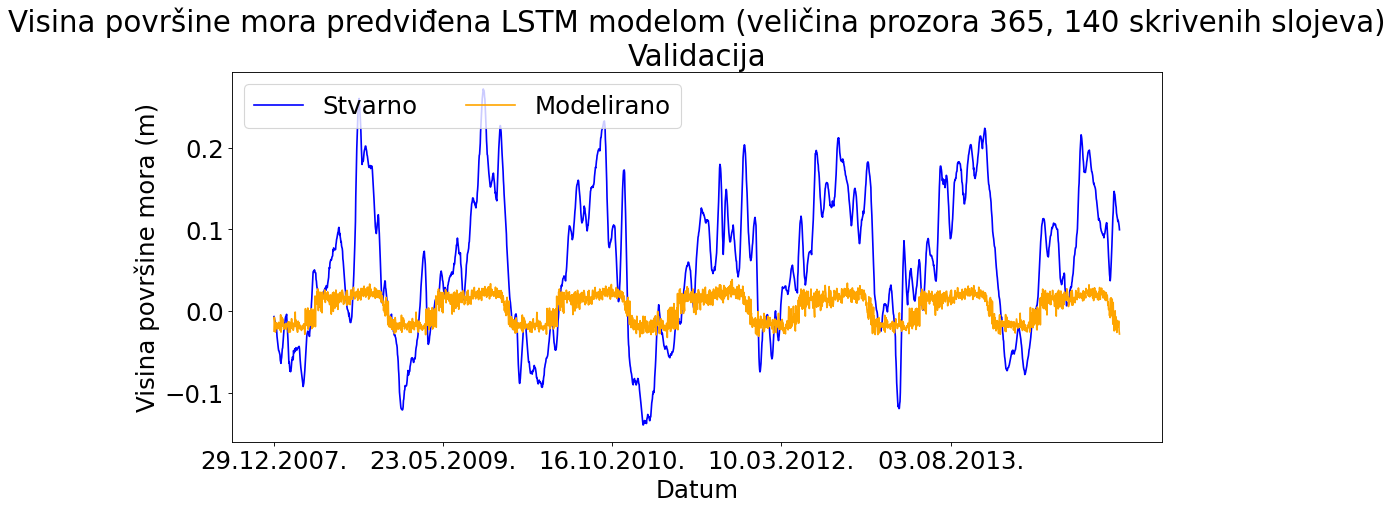 Visina površine mora predviđena LSTM modelom (veličina prozora 365, 140 skrivenih slojeva)
Validacija
Stvarno Modelirano
Visina površine mora (m)
0.2
0.1
0.0
−0.1
29.12.2007. 23.05.2009. 16.10.2010. 10.03.2012. 03.08.2013.
Datum